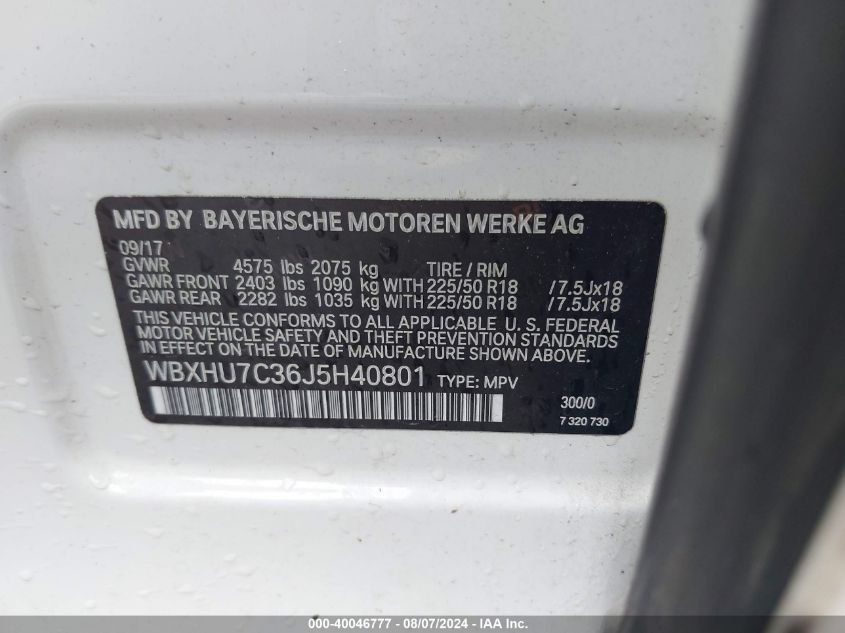 MFD BY BAYERISCHE MOTOREN WERKE AG
09/17
GVWR 4575 lbs 2075 kg TIRE / RIM
GAWR FRONT 2403 lbs 1090 kg WITH 225/50 R18 /7.5Jx18
GAWR REAR 2282 lbs 1035 kg WITH 225/50 R18 /7.5Jx18
THIS VEHICLE CONFORMS TO ALL APPLICABLE U. S. FEDERAL
MOTOR VEHICLE SAFETY AND THEFT PREVENTION STANDARDS
IN EFFECT ON THE DATE OF MANUFACTURE SHOWN ABOVE.
WBXHU7C36J5H40801 TYPE: MPV
300/0
7 320 730
000-40046777 - 08/07/2024 - IAAI.com